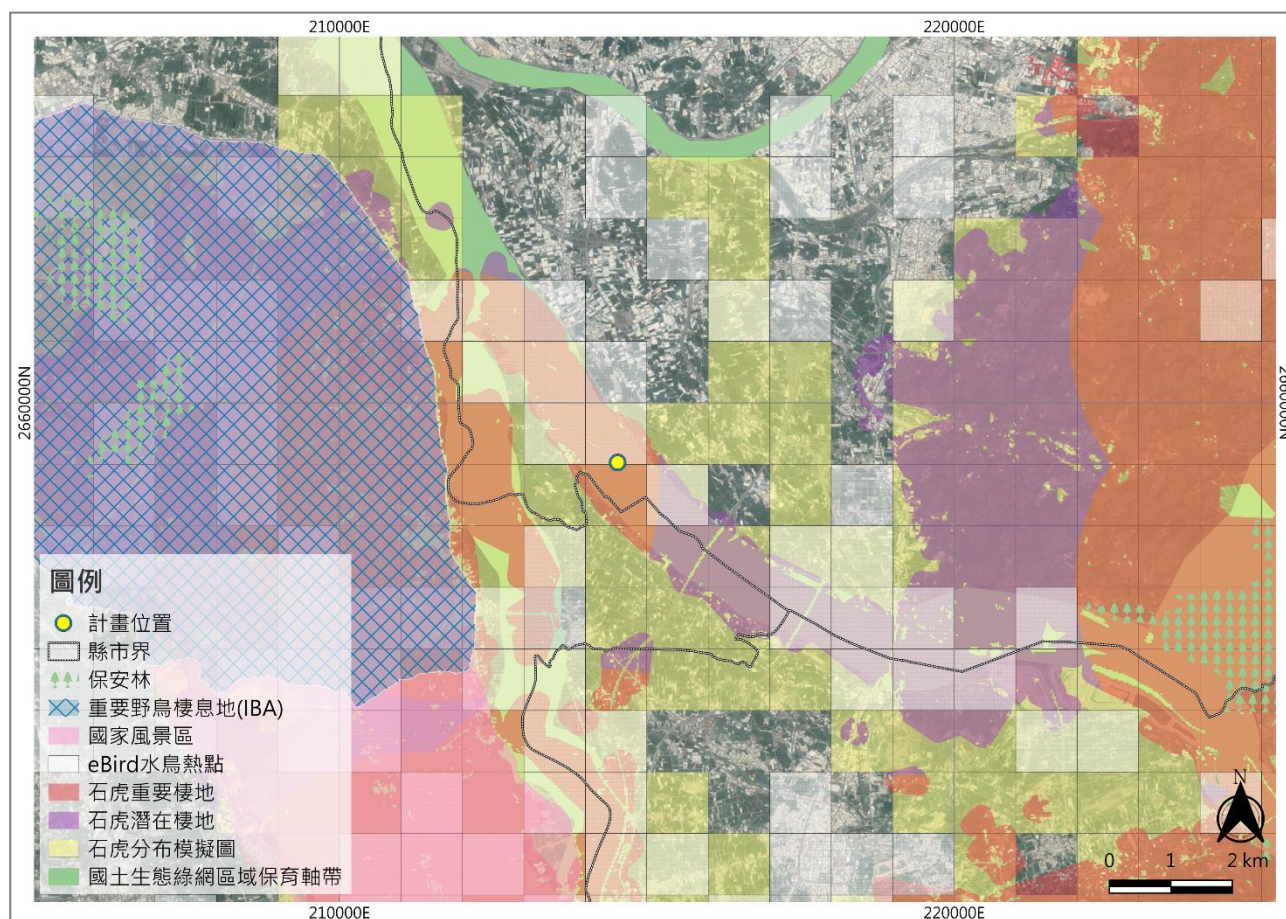 210000E
220000E
2660000N
2660000N
圖例
計畫位置
縣市界
保安林
重要野鳥棲息地(IBA)
國家風景區
eBird水鳥熱點
石虎重要棲地
石虎潛在棲地
石虎分布模擬圖
國土生態綠網區域保育軸帶
N
0 1 2 km
210000E
220000E